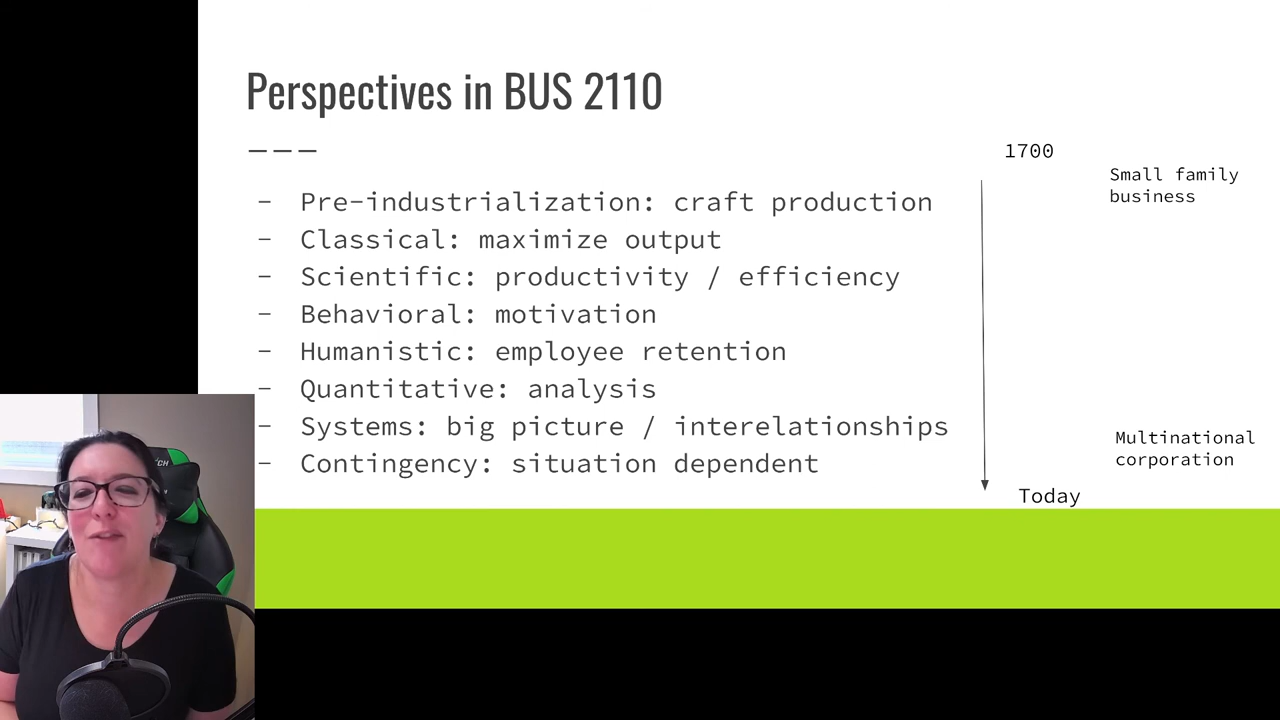 Perspectives in BUS 2110
———
- Pre-industrialization: craft production
- Classical: maximize output
- Scientific: productivity / efficiency
- Behavioral: motivation
- Humanistic: employee retention
- Quantitative: analysis
- Systems: big picture / interelationships
- Contingency: situation dependent
1700
Small family
business
Multinational
corporation
Today